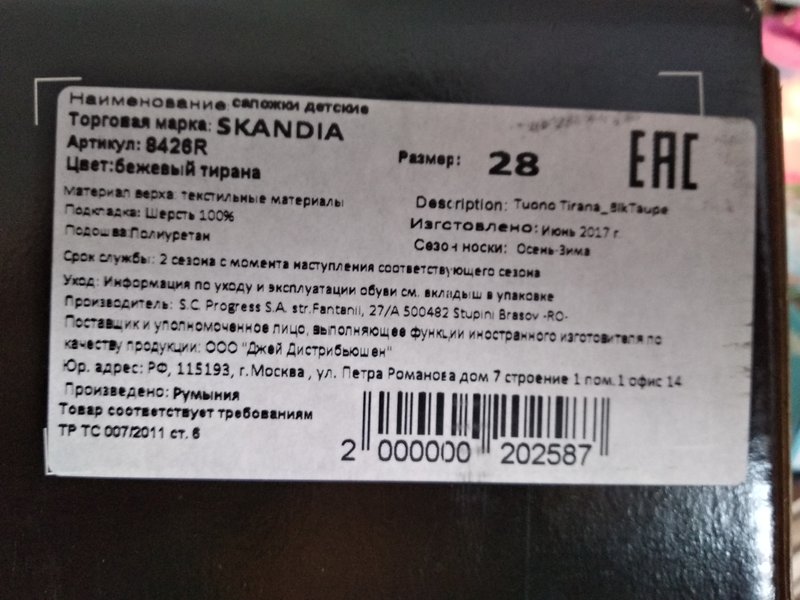 Наименование: сапожки детские
Торговая марка: SKANDIA
Артикул: 8426R
Цвет:бежевый тирана
Размер: 28
EAC
Материал верха: текстильные материалы
Подкладка: Шерсть 100%
Подошва:Полиуретан
Description: Tuono Tirana_BlkTaupe
Изготовлено: Июнь 2017 г.
Сезон носки: Осень-Зима
Срок службы: 2 сезона с момента наступления соответствующего сезона
Уход: Информация по уходу и эксплуатации обуви см. вкладыш в упаковке
Производитель: S.C. Progress S.A. str.Fantanii, 27/A 500482 Stupini Brasov -RO-
Поставщик и уполномоченное лицо, выполняющее функции иностранного изготовителя по
качеству продукции: ООО "Джей Дистрибьюшен"
Юр. адрес: РФ, 115193, г.Москва, ул. Петра Романова дом 7 строение 1 пом.1 офис 14
Произведено: Румыния
Товар соответствует требованиям
ТР ТС 007/2011 ст. 6
2 000000 202587